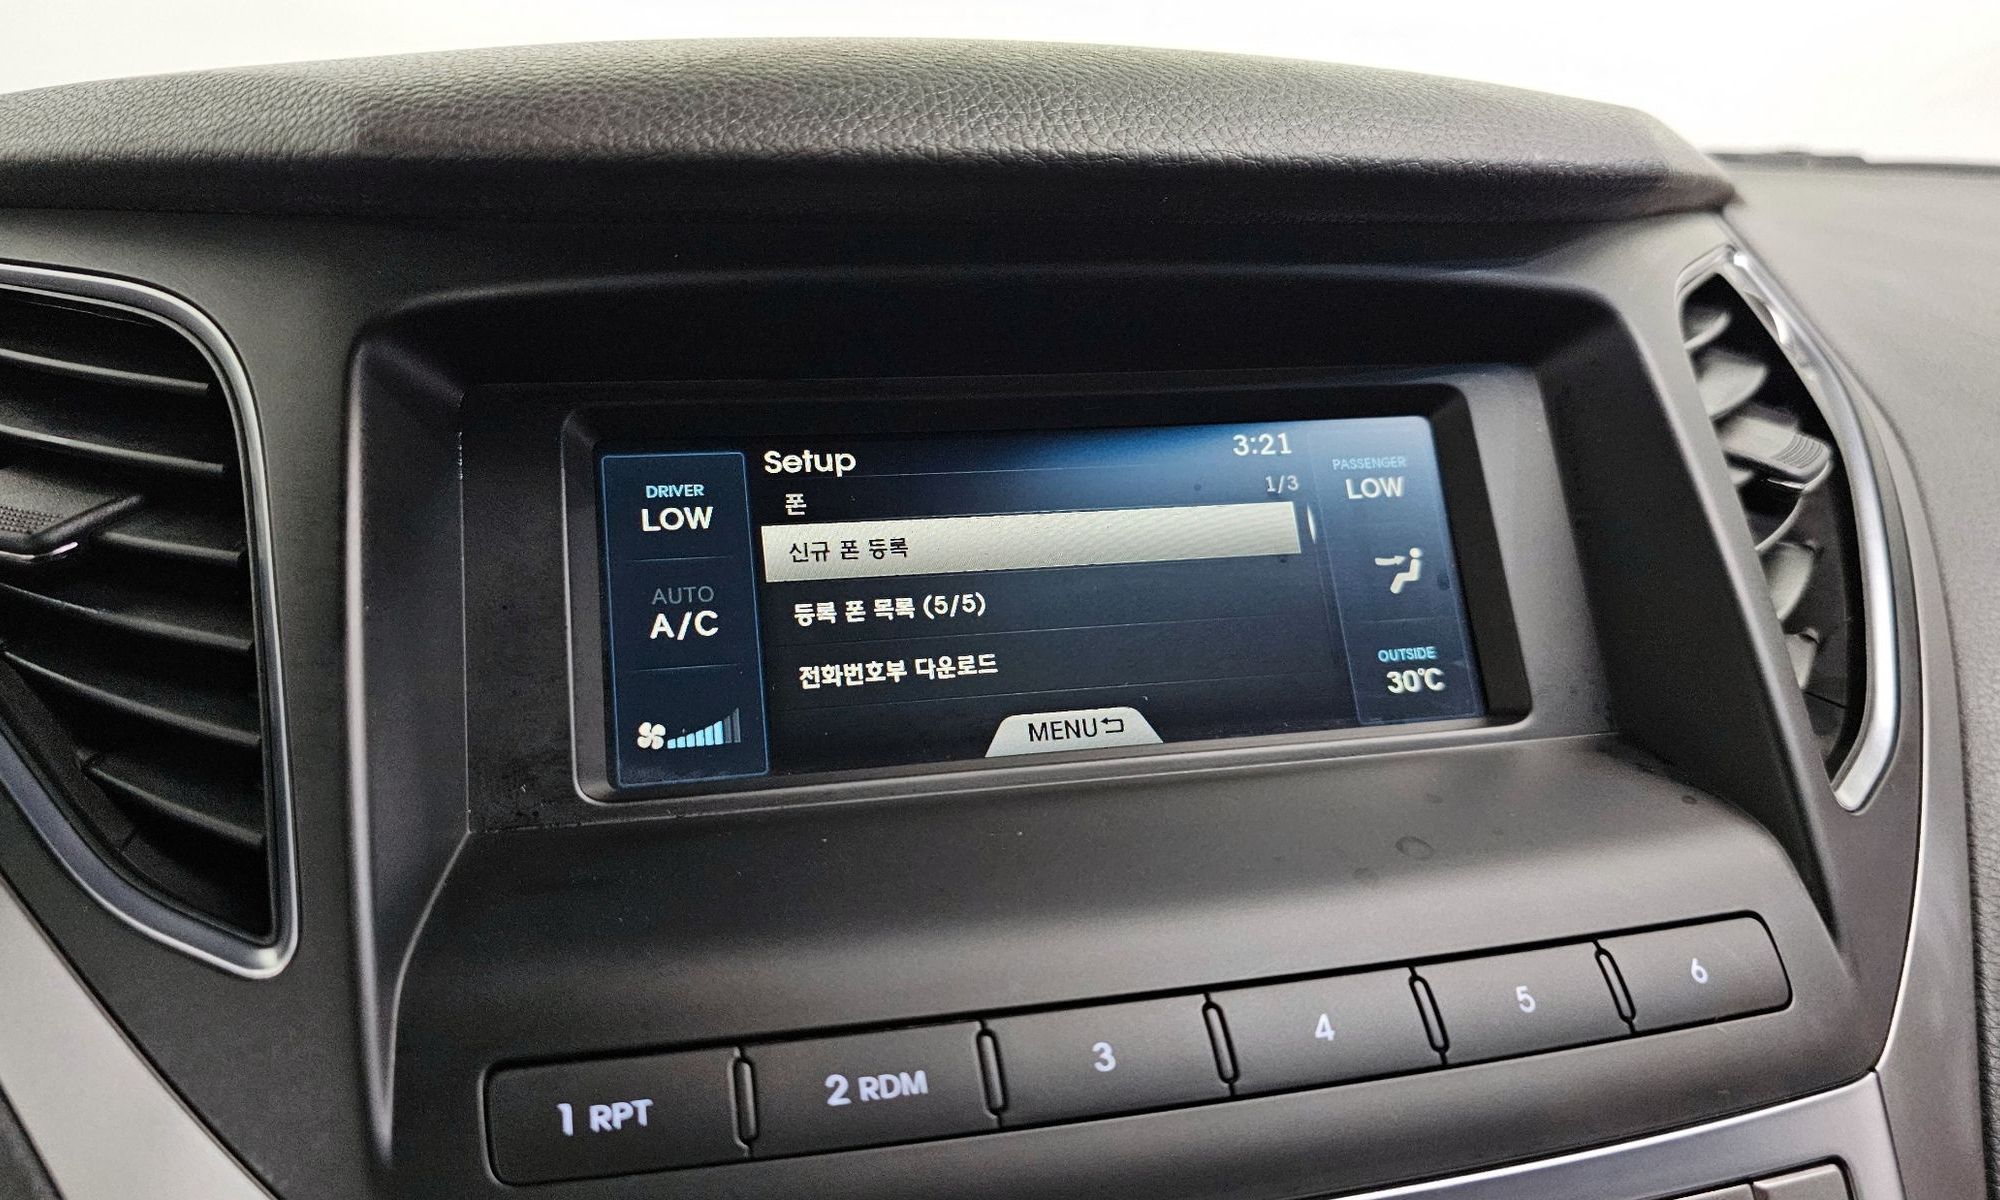 Setup
3:21
폰
1/3
신규 폰 등록
등록 폰 목록 (5/5)
전화번호부 다운로드
MENU
DRIVER
LOW
AUTO
A/C
PASSENGER
LOW
OUTSIDE
30℃
1 RPT
2 RDM
3
4
5
6